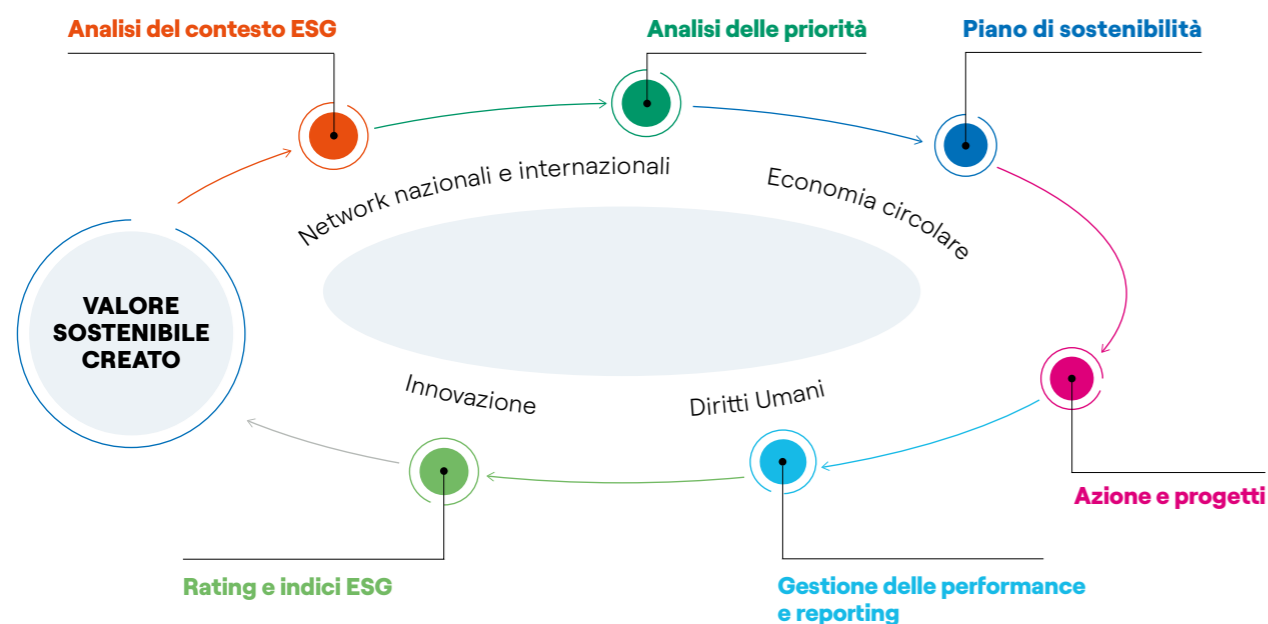 Analisi del contesto ESG
Analisi delle priorità
Piano di sostenibilità
Network nazionali e internazionali
Economia circolare
VALORE
SOSTENIBILE
CREATO
Innovazione
Diritti Umani
Azione e progetti
Rating e indici ESG
Gestione delle performance
e reporting